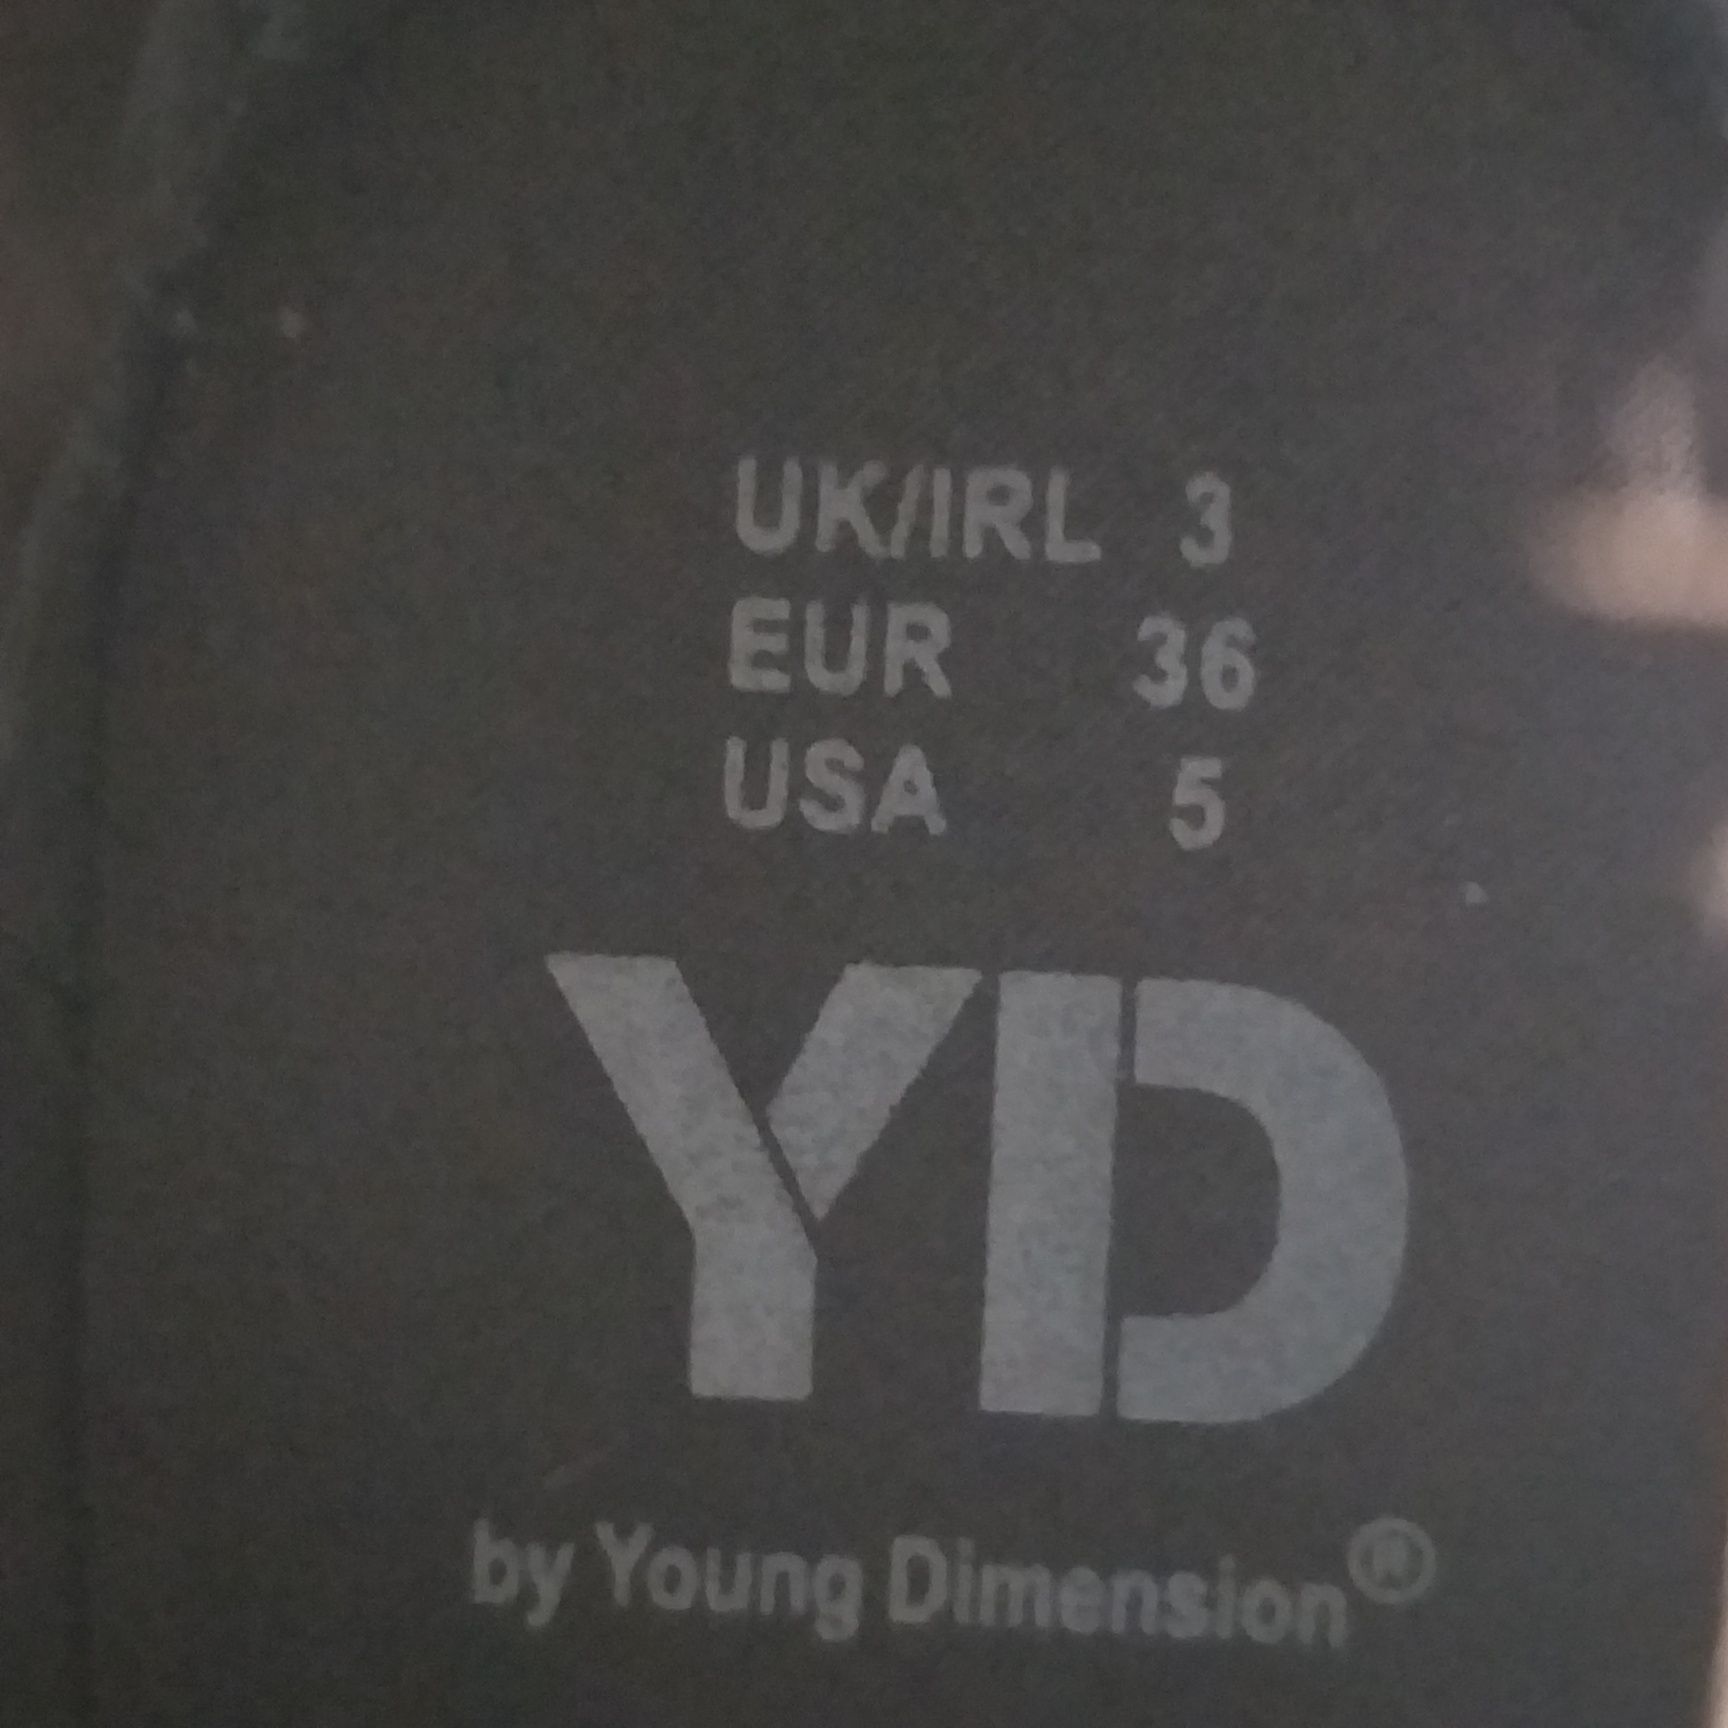 UK/IRL 3
EUR 36
USA 5
YD
by Young Dimension®